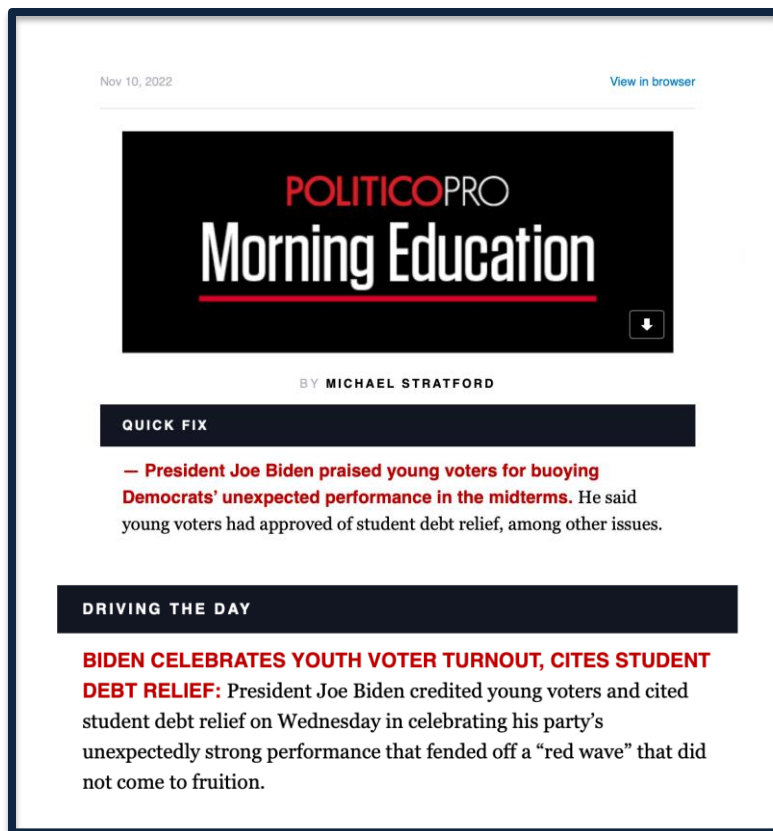 Nov 10, 2022 View in browser
POLITICOPRO
Morning Education
BY MICHAEL STRATFORD
QUICK FIX
— President Joe Biden praised young voters for buoying
Democrats’ unexpected performance in the midterms. He said
young voters had approved of student debt relief, among other issues.
DRIVING THE DAY
BIDEN CELEBRATES YOUTH VOTER TURNOUT, CITES STUDENT
DEBT RELIEF: President Joe Biden credited young voters and cited
student debt relief on Wednesday in celebrating his party’s
unexpectedly strong performance that fended off a “red wave” that did
not come to fruition.